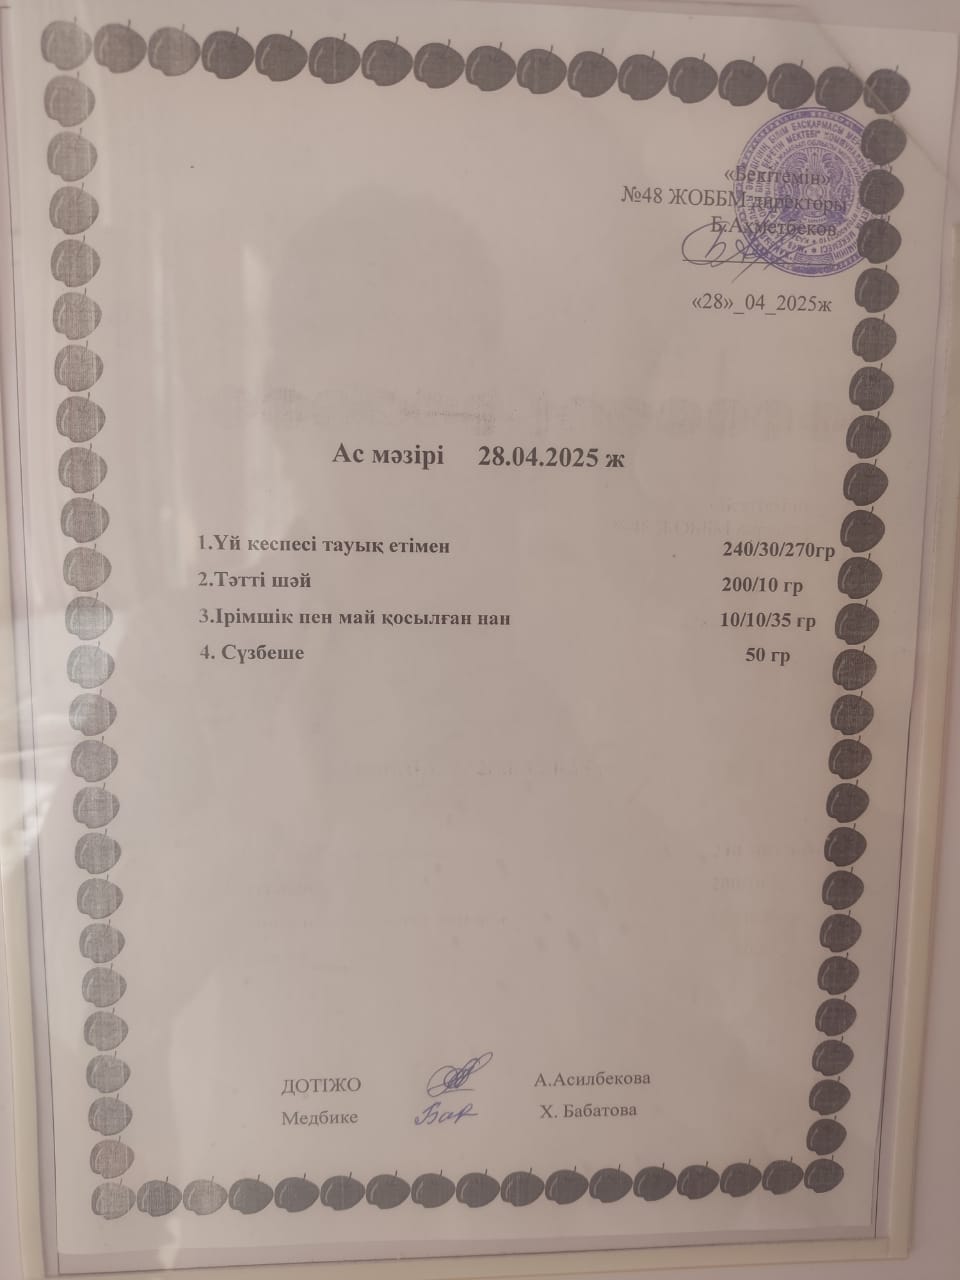 «Бекітемін»
№48 ЖОББМ директоры
Б.Ахметбеков
«28»_04_2025ж
Ас мәзірі 28.04.2025 ж
1.Үй кеспесі тауық етімен 240/30/270гр
2.Тәтті шәй 200/10 гр
3.Ірімшік пен май қосылған нан 10/10/35 гр
4. Сүзбеше 50 гр
ДОТІЖО А.Асилбекова
Медбике Х. Бабатова